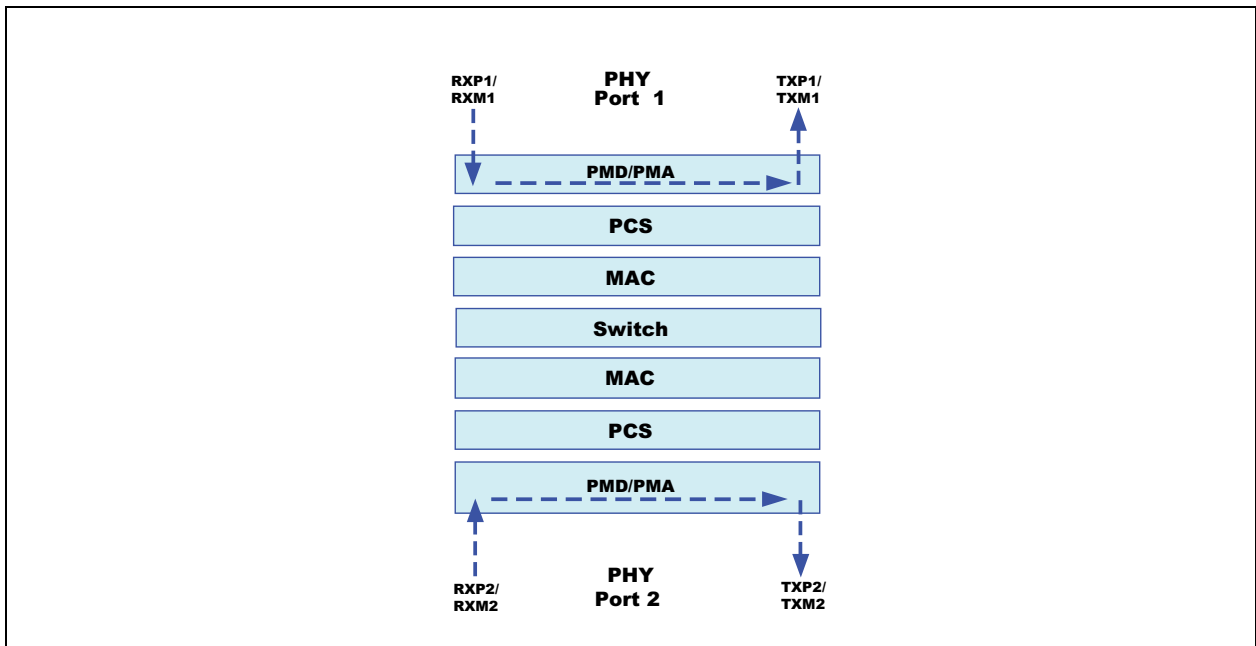 RXP1/
RXM1
PHY
Port 1
TXP1/
TXM1
PMD/PMA
PCS
MAC
Switch
MAC
PCS
PMD/PMA
RXP2/
RXM2
PHY
Port 2
TXP2/
TXM2